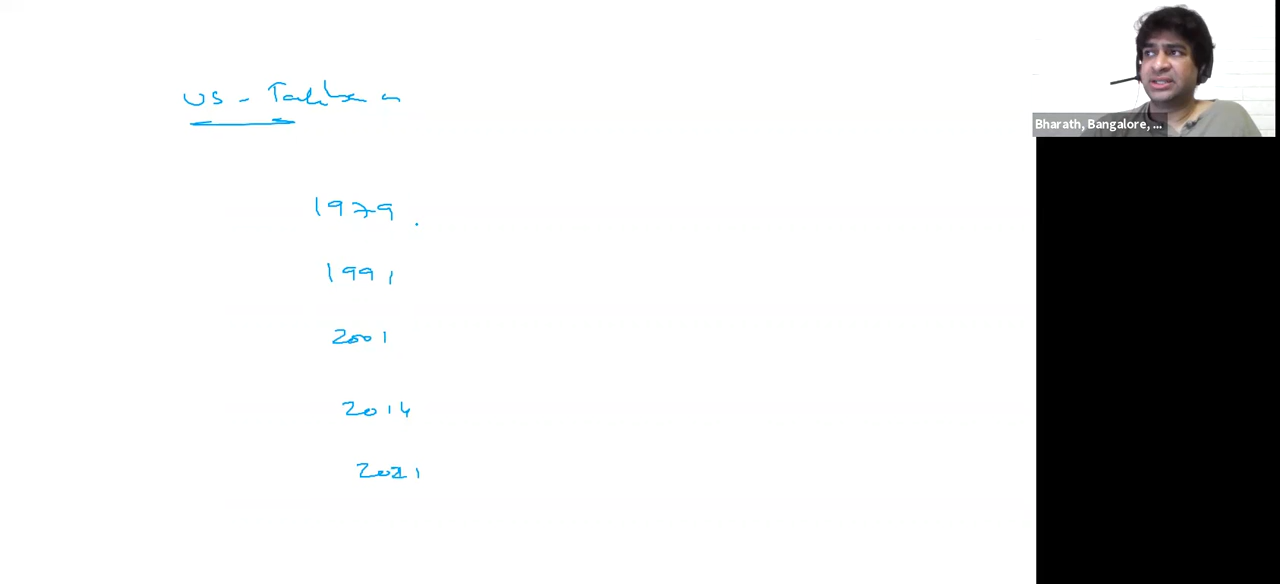 US - Taliban
Bharath, Bangalore, ...
1979
1991
2001
2014
2021